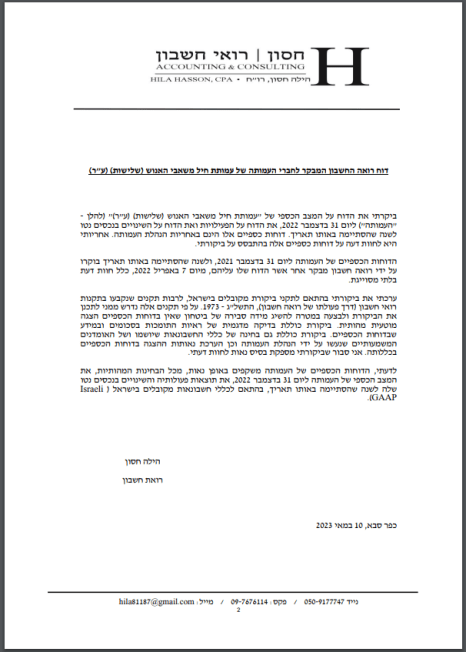 חסון | רואי חשבון
ACCOUNTING & CONSULTING
HILA HASSON, CPA • הילה חסון, רו״ח
H
דוח רואה החשבון המבקר לחברי העמותה של עמותת חיל משאבי האנוש (שלישות) (ע״ר)
ביקרתי את הדוח על המצב הכספי של ״עמותת חיל משאבי האנוש (שלישות) (ע״ר)״ (להלן -
״העמותה״) ליום 31 בדצמבר 2022, את הדוח על הפעילויות ואת הדוח על השינויים בנכסים נטו
לשנה שהסתיימה באותו תאריך. דוחות כספיים אלו הינם באחריות הנהלת העמותה. אחריותי
היא לחוות דעה על דוחות כספיים אלה בהתבסס על ביקורתי.
הדוחות הכספיים של העמותה ליום 31 בדצמבר 2021, ולשנה שהסתיימה באותו תאריך בוקרו
על ידי רואה חשבון מבקר אחר אשר הדוח שלו עליהם, מיום 7 באפריל 2022, כלל חוות דעת
בלתי מסוייגת.
ערכתי את ביקורתי בהתאם לתקני ביקורת מקובלים בישראל, לרבות תקנים שנקבעו בתקנות
רואי חשבון (דרך פעולתו של רואה חשבון), התשל״ג - 1973. על פי תקנים אלה נדרש ממני לתכנן
את הביקורת ולבצעה במטרה להשיג מידה סבירה של ביטחון שאין בדוחות הכספיים הצגה
מוטעית מהותית. ביקורת כוללת בדיקה מדגמית של ראיות התומכות בסכומים ובמידע
שבדוחות הכספיים. ביקורת כוללת גם בחינה של כללי החשבונאות שיושמו ושל האומדנים
המשמעותיים שנעשו על ידי הנהלת העמותה וכן הערכת נאותות ההצגה בדוחות הכספיים
בכללותה. אני סבור שביקורתי מספקת בסיס נאות לחוות דעתי.
לדעתי, הדוחות הכספיים של העמותה משקפים באופן נאות, מכל הבחינות המהותיות, את
המצב הכספי של העמותה ליום 31 בדצמבר 2022, את תוצאות פעולותיה והשינויים בנכסים נטו
שלה לשנה שהסתיימה באותו תאריך, בהתאם לכללי חשבונאות מקובלים בישראל ( Israeli
GAAP).
הילה חסון
רואת חשבון
כפר סבא, 10 במאי 2023
נייד 050-9177747 / פקס: 09-7676114 / מייל: hila81187@gmail.com
2